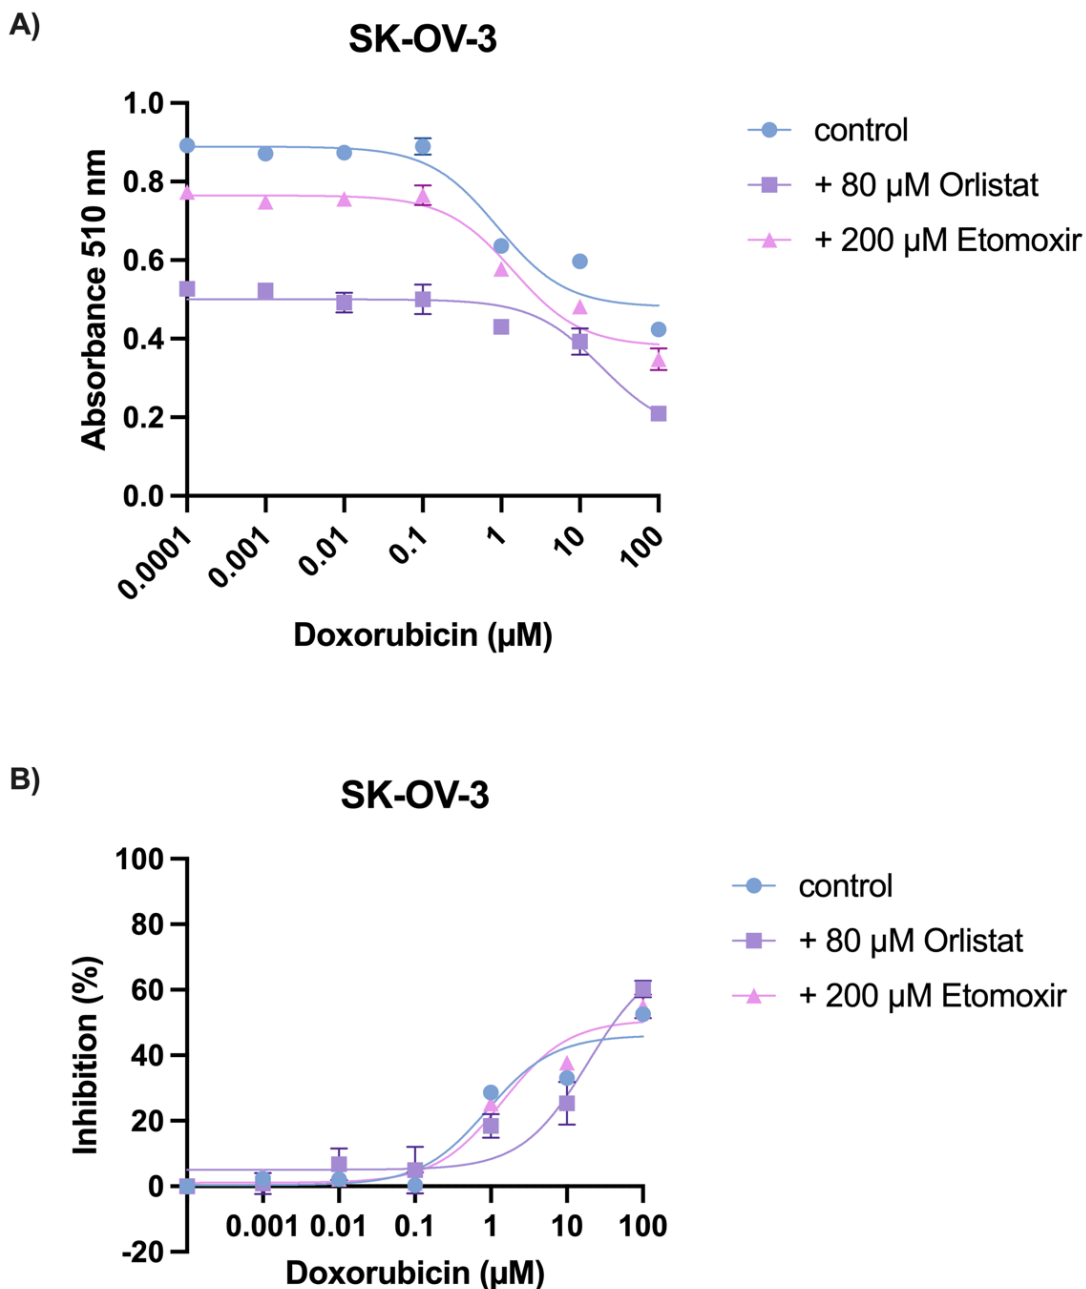 A)
SK-OV-3
1.0
0.8
0.6
0.4
0.2
0.0
Absorbance 510 nm
0.0001
0.001
0.01
0.1
1
10
100
Doxorubicin (µM)
control
+ 80 µM Orlistat
+ 200 µM Etomoxir
B)
SK-OV-3
100
80
60
40
20
0
-20
Inhibition (%)
0.001
0.01
0.1
1
10
100
Doxorubicin (µM)
control
+ 80 µM Orlistat
+ 200 µM Etomoxir